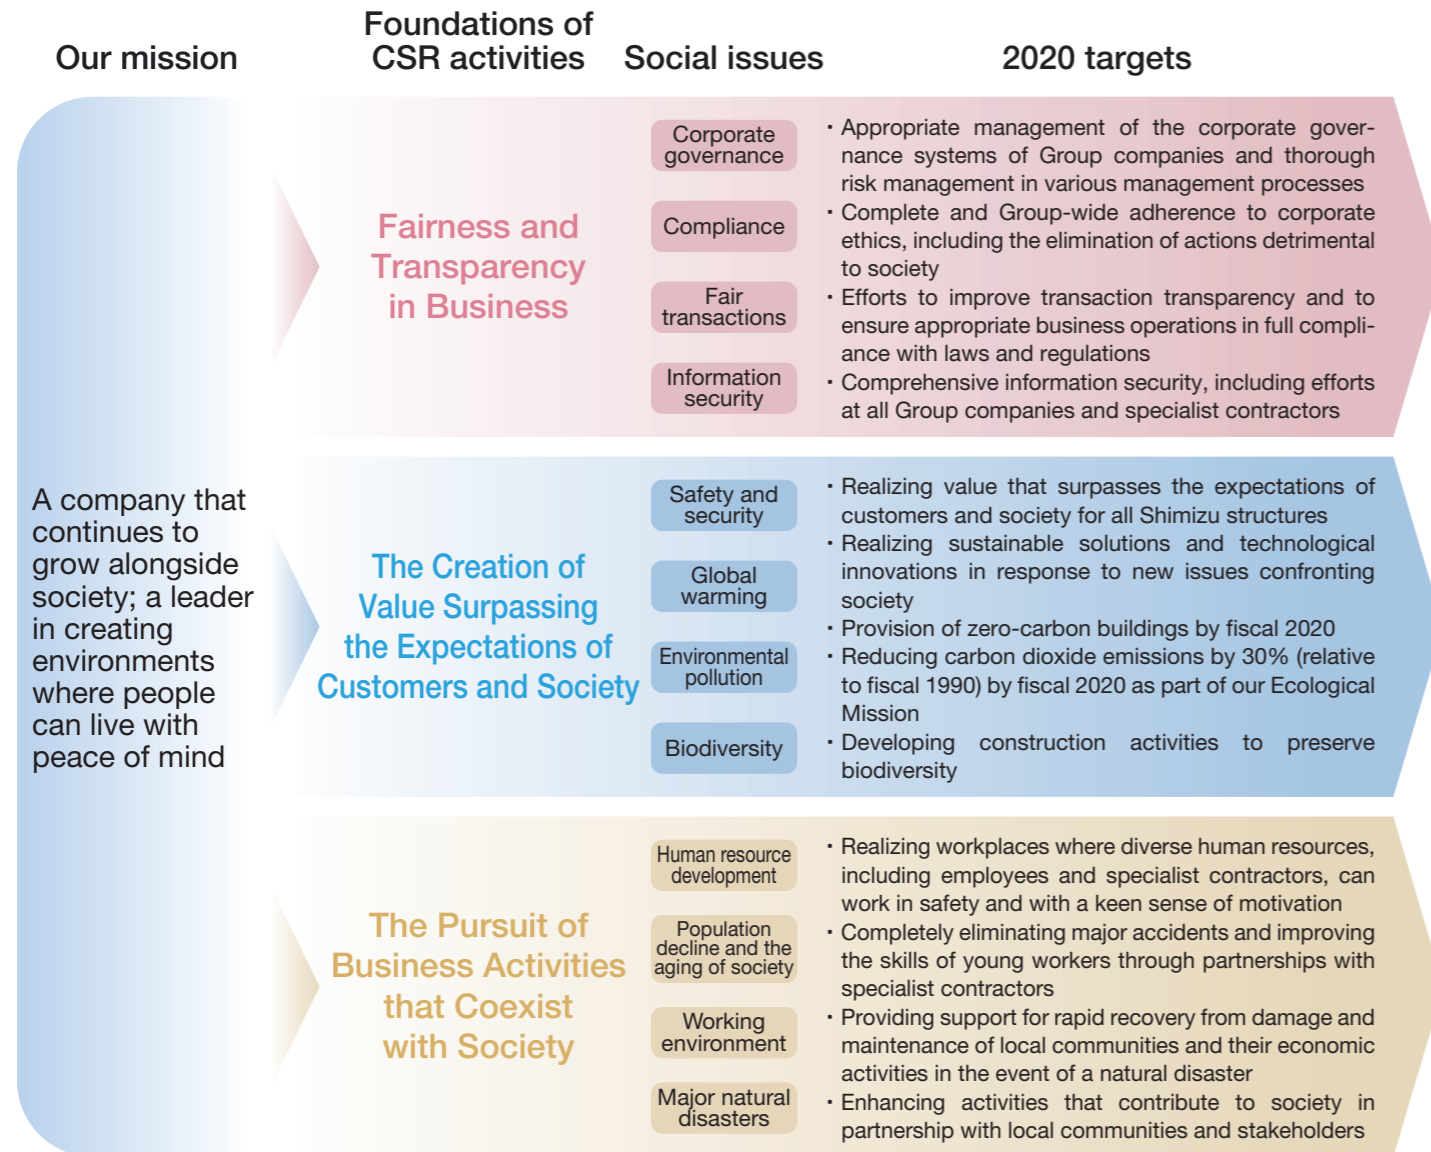 Our mission
Foundations of
CSR activities
Social issues
2020 targets
A company that
continues to
grow alongside
society; a leader
in creating
environments
where people
can live with
peace of mind
Fairness and
Transparency
in Business
Corporate
governance
Compliance
Fair
transactions
Information
security
・Appropriate management of the corporate gover-
nance systems of Group companies and thorough
risk management in various management processes
・Complete and Group-wide adherence to corporate
ethics, including the elimination of actions detrimental
to society
・Efforts to improve transaction transparency and to
ensure appropriate business operations in full compli-
ance with laws and regulations
・Comprehensive information security, including efforts
at all Group companies and specialist contractors
The Creation of
Value Surpassing
the Expectations of
Customers and Society
Safety and
security
Global
warming
Environmental
pollution
Biodiversity
・Realizing value that surpasses the expectations of
customers and society for all Shimizu structures
・Realizing sustainable solutions and technological
innovations in response to new issues confronting
society
・Provision of zero-carbon buildings by fiscal 2020
・Reducing carbon dioxide emissions by 30% (relative
to fiscal 1990) by fiscal 2020 as part of our Ecological
Mission
・Developing construction activities to preserve
biodiversity
The Pursuit of
Business Activities
that Coexist
with Society
Human resource
development
Population
decline and the
aging of society
Working
environment
Major natural
disasters
・Realizing workplaces where diverse human resources,
including employees and specialist contractors, can
work in safety and with a keen sense of motivation
・Completely eliminating major accidents and improving
the skills of young workers through partnerships with
specialist contractors
・Providing support for rapid recovery from damage and
maintenance of local communities and their economic
activities in the event of a natural disaster
・Enhancing activities that contribute to society in
partnership with local communities and stakeholders